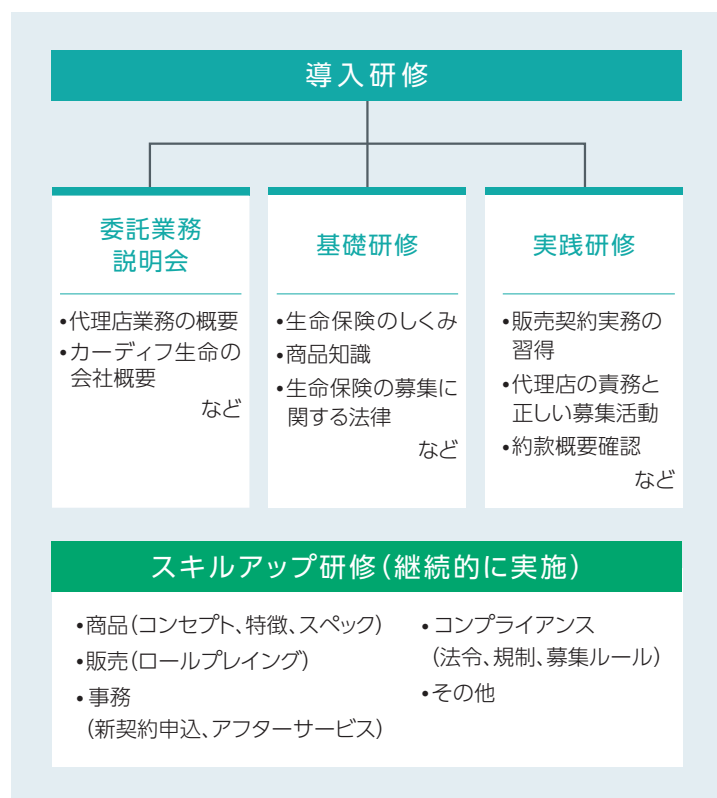 導入研修
委託業務
説明会
•代理店業務の概要
•カーディフ生命の
会社概要
など
基礎研修
•生命保険のしくみ
•商品知識
•生命保険の募集に
関する法律
など
実践研修
•販売契約実務の
習得
•代理店の責務と
正しい募集活動
•約款概要確認
など
スキルアップ研修(継続的に実施)
•商品(コンセプト、特徴、スペック)
•販売(ロールプレイング)
•事務
(新契約申込、アフターサービス)
•コンプライアンス
(法令、規制、募集ルール)
•その他